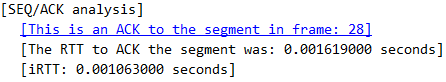 [SEQ/ACK analysis]
[This is an ACK to the segment in frame: 28]
[The RTT to ACK the segment was: 0.001619000 seconds]
[iRTT: 0.001063000 seconds]